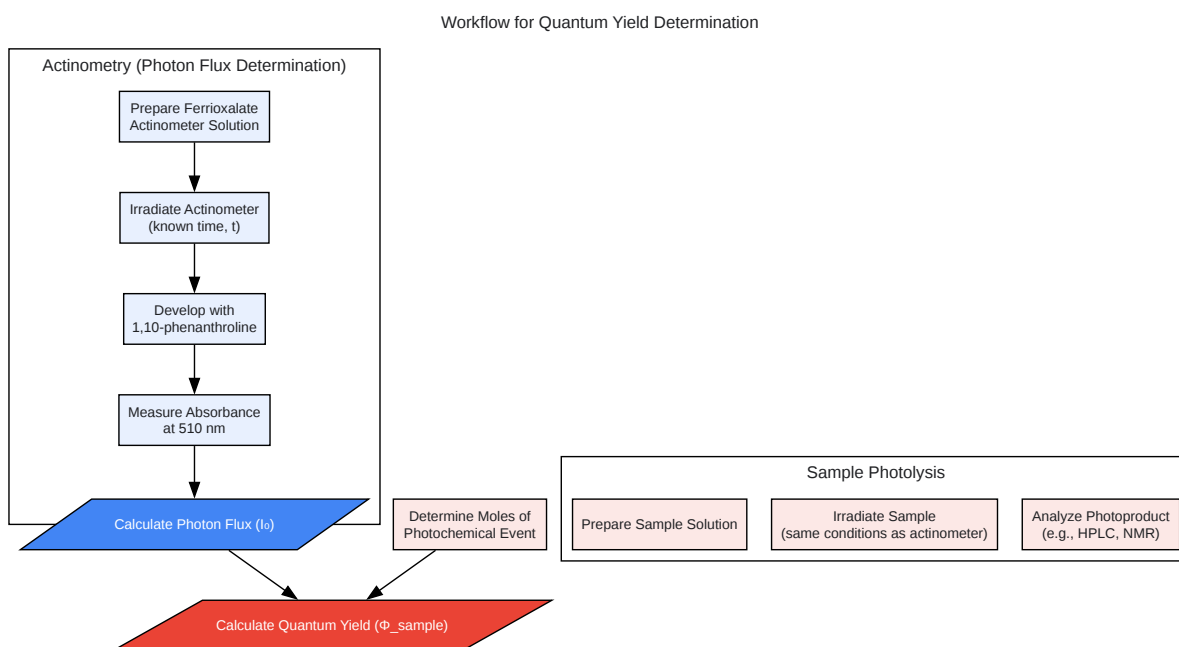 Workflow for Quantum Yield Determination
Actinometry (Photon Flux Determination)
Prepare Ferrioxalate
Actinometer Solution
Irradiate Actinometer
(known time, t)
Develop with
1,10-phenanthroline
Measure Absorbance
at 510 nm
Calculate Photon Flux (I₀)
Determine Moles of
Photochemical Event
Sample Photolysis
Prepare Sample Solution
Irradiate Sample
(same conditions as actinometer)
Analyze Photoproduct
(e.g., HPLC, NMR)
Calculate Quantum Yield (Φ_sample)